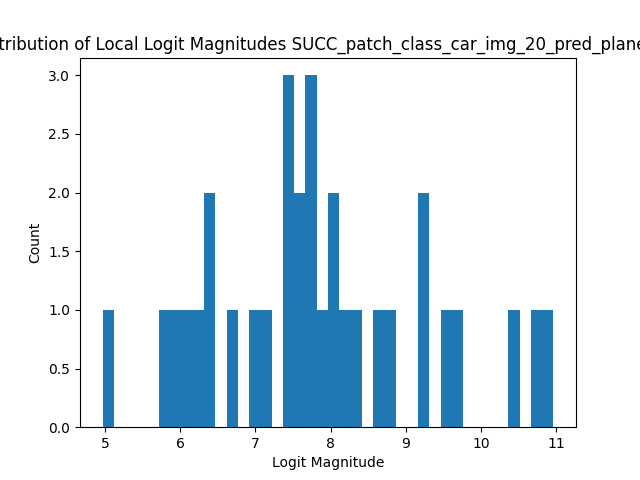 tribution of Local Logit Magnitudes SUCC_patch_class_car_img_20_pred_plane
3.0
2.5
2.0
1.5
1.0
0.5
0.0
Count
5 6 7 8 9 10 11
Logit Magnitude